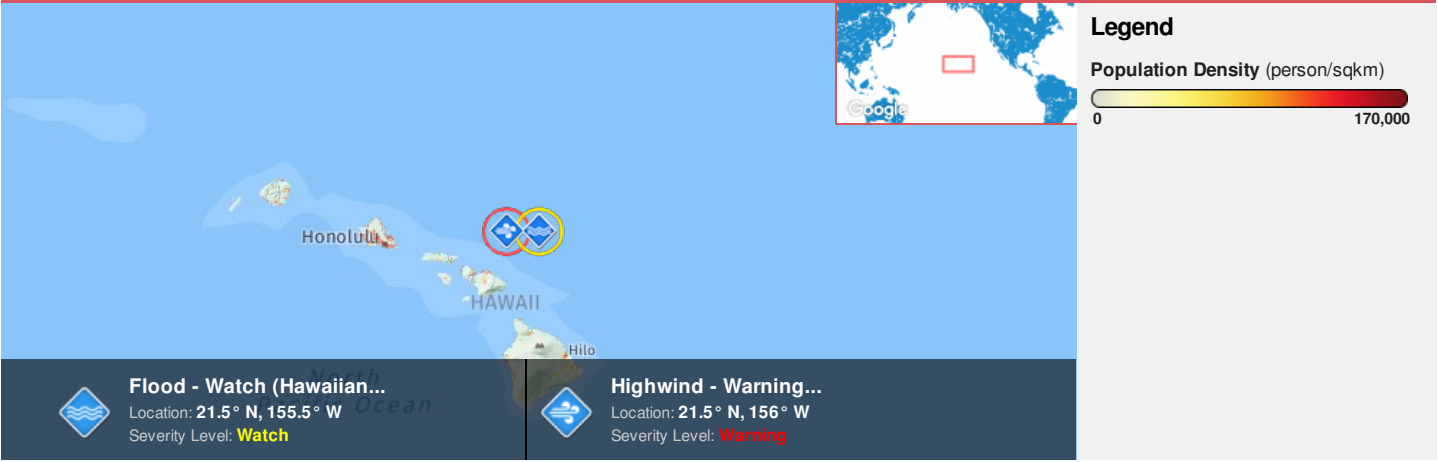 Google
Legend
Population Density (person/sqkm)
0 170,000
Honolulu
HAWAII
Hilo
North
Pacific Ocean
Flood - Watch (Hawaiian...
Location: 21.5° N, 155.5° W
Severity Level: Watch
Highwind - Warning...
Location: 21.5° N, 156° W
Severity Level: Warning